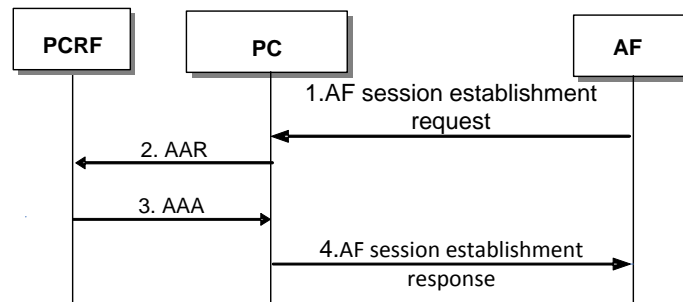 PCRF
PC
AF
1.AF session establishment
request
2. AAR
3. AAA
4.AF session establishment
response